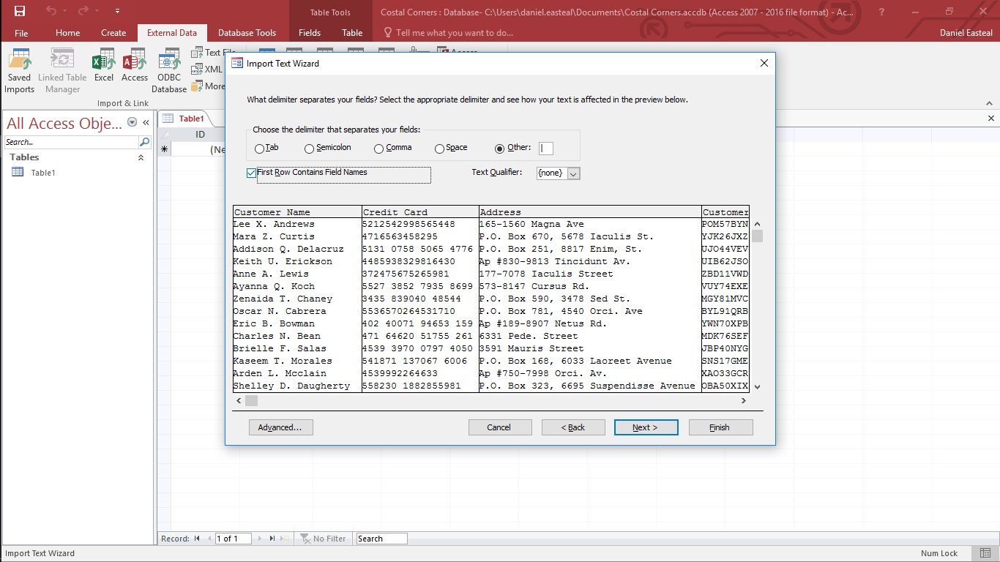 Table Tools
Costal Corners : Database- C:\Users\daniel.easteal\Documents\Costal Corners.accdb (Access 2007 - 2016 file format) - Ac...
?
File
Home
Create
External Data
Database Tools
Fields
Table
Tell me what you want to do...
Daniel Easteal
Saved Imports
Linked Table Manager
Excel
Access
ODBC Database
Text File
XML
More
Access
Import & Link
All Access Obje...
Search...
Tables
Table1
Table1
ID
(Ne
Import Text Wizard
What delimiter separates your fields? Select the appropriate delimiter and see how your text is affected in the preview below.
Choose the delimiter that separates your fields:
Tab Semicolon Comma Space Other: |
First Row Contains Field Names
Text Qualifier: {none}
Customer Name Credit Card Address Customer
Lee X. Andrews 5212542998565448 165-1560 Magna Ave POM57BYN
Mara Z. Curtis 4716563458295 P.O. Box 670, 5678 Iaculis St. YJK26JXZ
Addison Q. Delacruz 5131 0758 5065 4776 P.O. Box 251, 8817 Enim, St. UJO44VEV
Keith U. Erickson 4485938329816430 Ap #830-9813 Tincidunt Av. UIB62JSO
Anne A. Lewis 372475675265981 177-7078 Iaculis Street ZBD11VWD
Ayanna Q. Koch 5527 3852 7935 8699 573-8147 Cursus Rd. VUY74EXE
Zenaida T. Chaney 3435 839040 48544 P.O. Box 590, 3478 Sed St. MGY81MVC
Oscar N. Cabrera 5536570264531710 P.O. Box 781, 4540 Orci. Ave BYL91QRB
Eric B. Bowman 402 40071 94653 159 Ap #189-8907 Netus Rd. YWN70XPB
Charles N. Bean 471 64620 51755 261 6331 Pede. Street MDK76SEF
Brielle F. Salas 4539 3970 0797 4050 3591 Mauris Street JBP40NYG
Kaseem T. Morales 541871 137067 6006 P.O. Box 168, 6033 Laoreet Avenue SNS17GME
Arden L. Mcclain 4539992264633 Ap #750-7998 Orci. Av. XAO33GCR
Shelley D. Daugherty 558230 1882855981 P.O. Box 323, 6695 Suspendisse Avenue OBA50XIX
Advanced...
Cancel
< Back
Next >
Finish
Record: 1 of 1 No Filter Search
Import Text Wizard
Num Lock